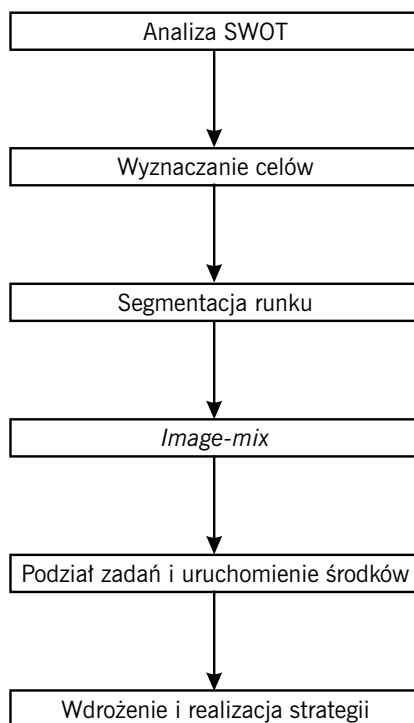 Analiza SWOT
Wyznaczanie celów
Segmentacja runku
Image-mix
Podział zadań i uruchomienie środków
Wdrożenie i realizacja strategii